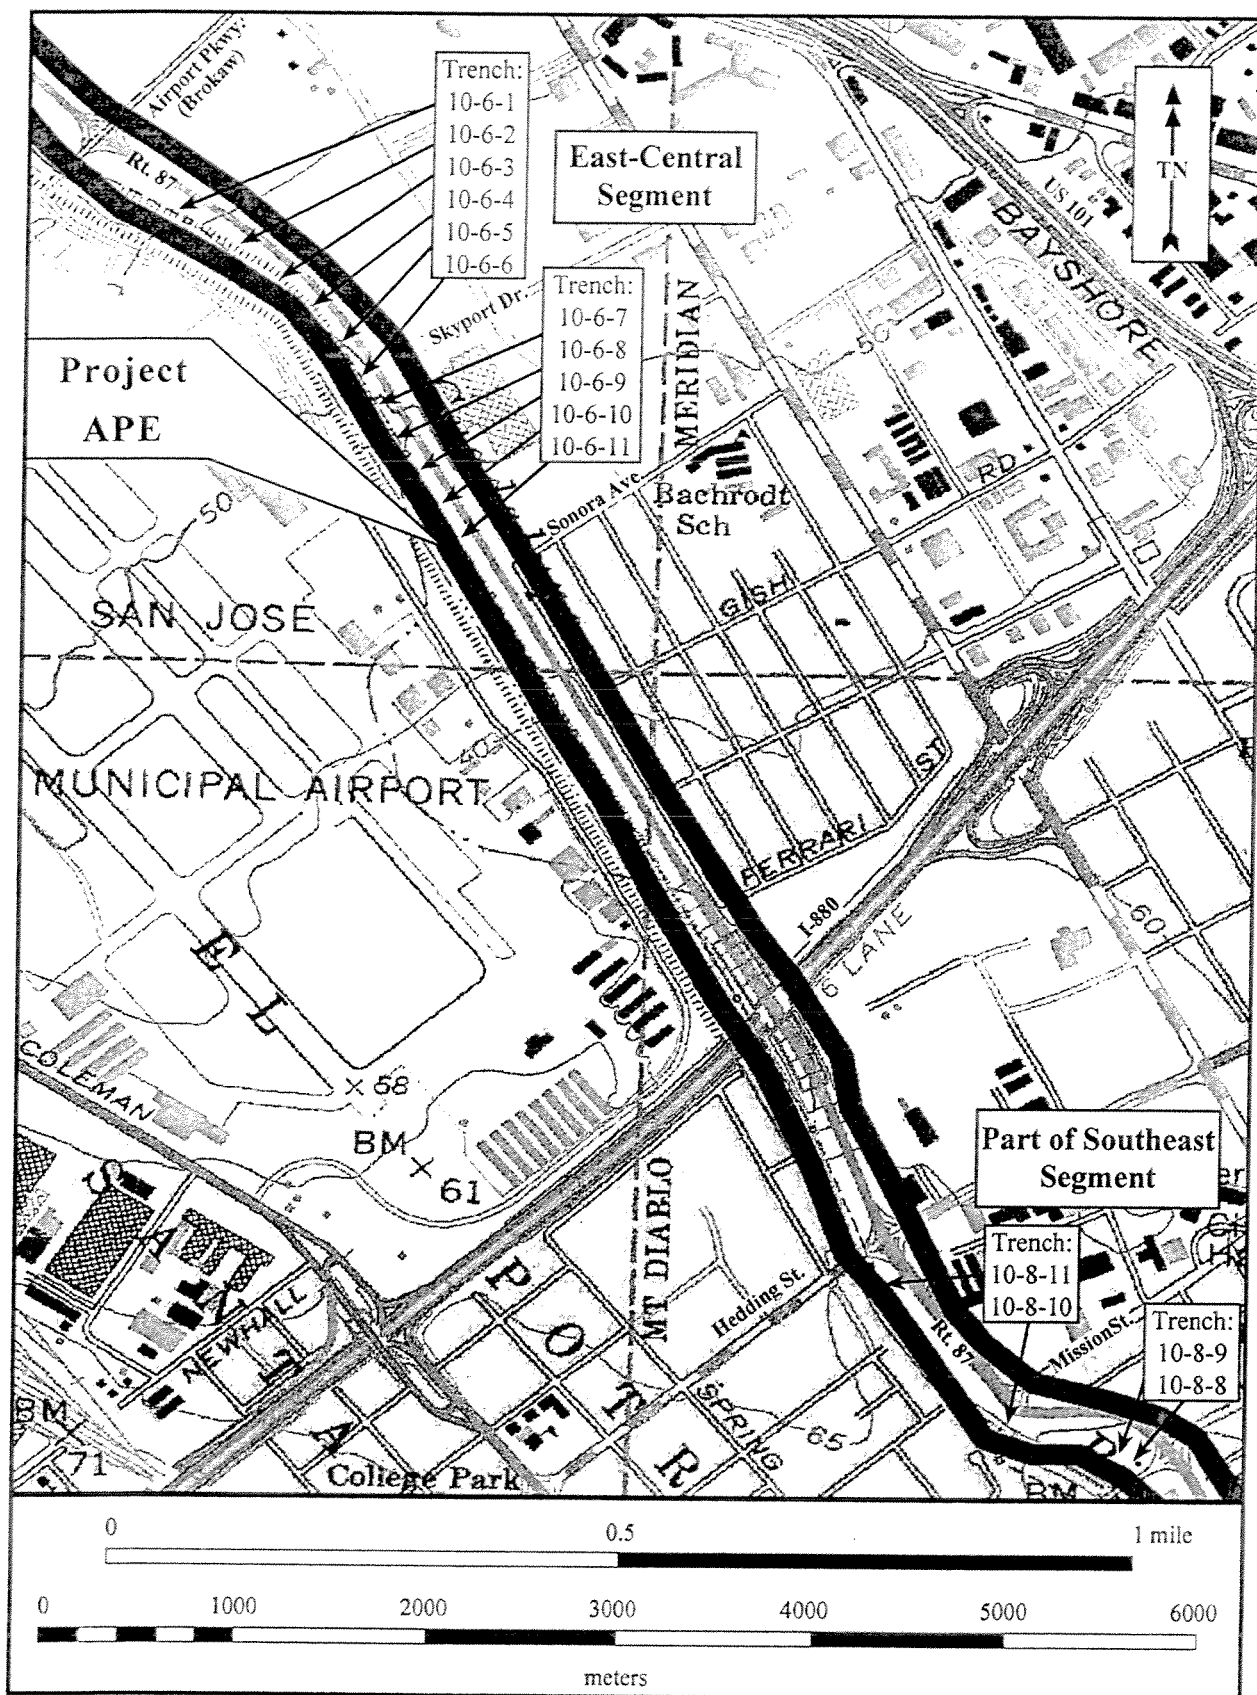 Airport Pkwy.
(Brokaw)
Rt. 87
Trench:
10-6-1
10-6-2
10-6-3
10-6-4
10-6-5
10-6-6
East-Central
Segment
TN
US 101
BAYSHORE
Trench:
10-6-7
10-6-8
10-6-9
10-6-10
10-6-11
Skyport Dr.
MERIDIAN
50
Project
APE
Sonora Ave.
Bachrodt
Sch
RD
GISH
50
SAN JOSE
40
MUNICIPAL AIRPORT
ST
FERRARI
I-880
6 LANE
60
EL
COLEMAN
58
BM
61
Part of Southeast
Segment
MT DIABLO
Trench:
10-8-11
10-8-10
Hedding St.
Rt. 87
Mission St.
Trench:
10-8-9
10-8-8
NEWHALL
SPRING
65
POTR
BM
71
College Park
BM
0
0.5
1 mile
0
1000
2000
3000
4000
5000
6000
meters